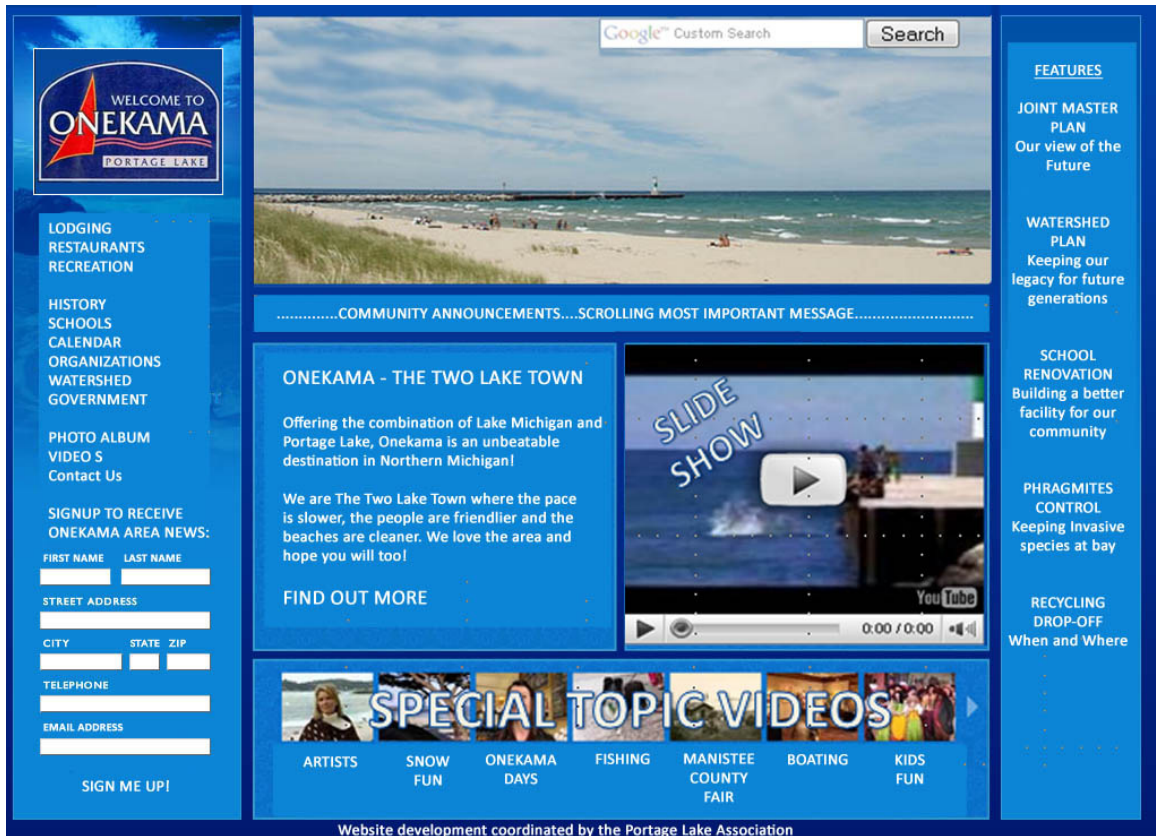 WELCOME TO
ONEKAMA
PORTAGE LAKE
LODGING
RESTAURANTS
RECREATION
HISTORY
SCHOOLS
CALENDAR
ORGANIZATIONS
WATERSHED
GOVERNMENT
PHOTO ALBUM
VIDEO S
Contact Us
SIGNUP TO RECEIVE
ONEKAMA AREA NEWS:
FIRST NAME LAST NAME
STREET ADDRESS
CITY STATE ZIP
TELEPHONE
EMAIL ADDRESS
SIGN ME UP!
Google™ Custom Search Search
..............COMMUNITY ANNOUNCEMENTS....SCROLLING MOST IMPORTANT MESSAGE...........................
ONEKAMA - THE TWO LAKE TOWN
Offering the combination of Lake Michigan and
Portage Lake, Onekama is an unbeatable
destination in Northern Michigan!
We are The Two Lake Town where the pace
is slower, the people are friendlier and the
beaches are cleaner. We love the area and
hope you will too!
FIND OUT MORE
SLIDE
SHOW
YouTube
0:00 / 0:00
SPECIAL TOPIC VIDEOS
ARTISTS
SNOW
FUN
ONEKAMA
DAYS
FISHING
MANISTEE
COUNTY
FAIR
BOATING
KIDS
FUN
FEATURES
JOINT MASTER
PLAN
Our view of the
Future
WATERSHED
PLAN
Keeping our
legacy for future
generations
SCHOOL
RENOVATION
Building a better
facility for our
community
PHRAGMITES
CONTROL
Keeping Invasive
species at bay
RECYCLING
DROP-OFF
When and Where
Website development coordinated by the Portage Lake Association